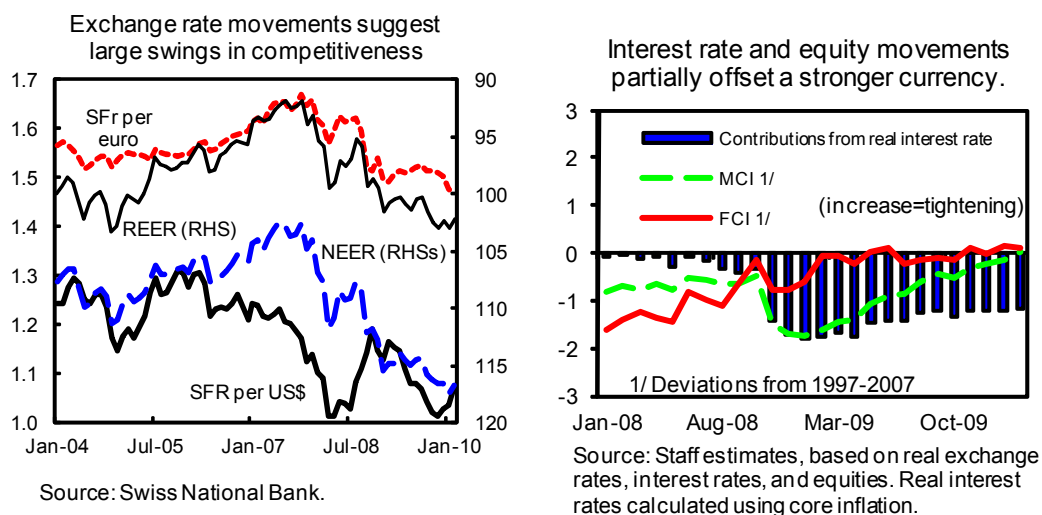 Exchange rate movements suggest
large swings in competitiveness
1.7
1.6
1.5
1.4
1.3
1.2
1.1
1.0
90
95
100
105
110
115
120
SFr per
euro
REER (RHS)
NEER (RHSs)
SFR per US$
Jan-04
Jul-05
Jan-07
Jul-08
Jan-10
Source: Swiss National Bank.
Interest rate and equity movements
partially offset a stronger currency.
3
2
1
0
-1
-2
-3
Contributions from real interest rate
MCI 1/
FCI 1/
(increase=tightening)
1/ Deviations from 1997-2007
Jan-08
Aug-08
Mar-09
Oct-09
Source: Staff estimates, based on real exchange
rates, interest rates, and equities. Real interest
rates calculated using core inflation.